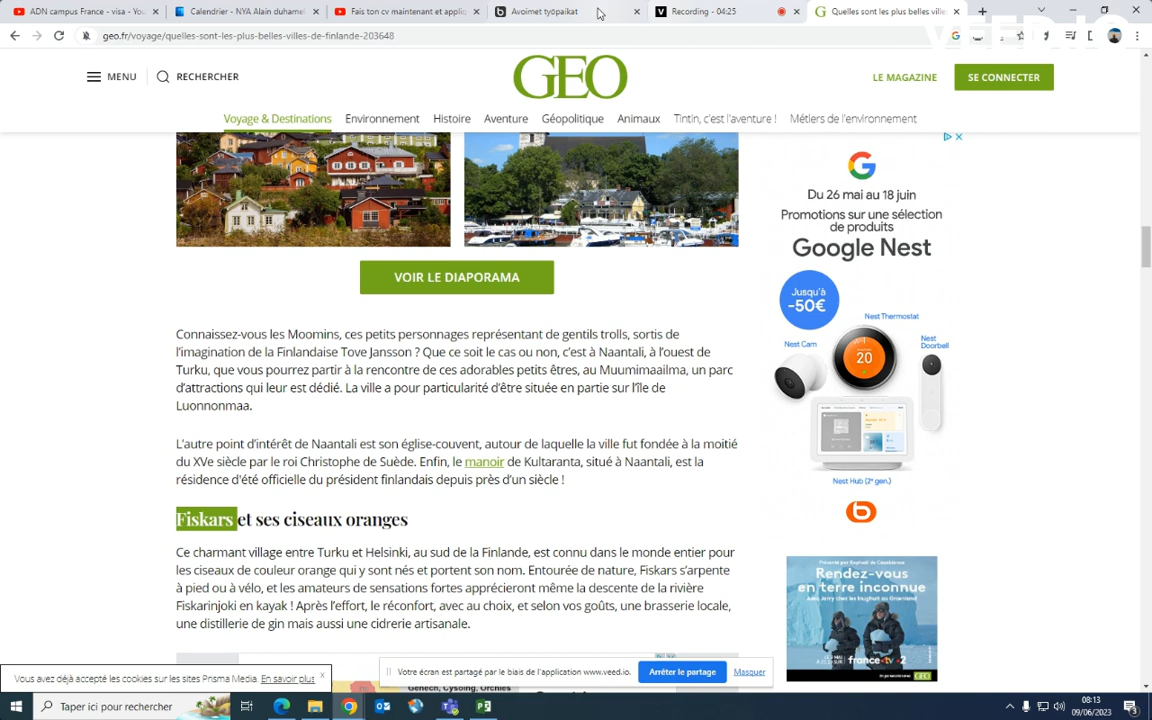 ADN campus France - visa - You
Calendrier - NYA Alain duhamel
Fais ton cv maintenant et appliq
Avoimet työpaikat
Recording - 04:25
Quelles sont les plus belles ville
geo.fr/voyage/quelles-sont-les-plus-belles-villes-de-finlande-203648
VEED.IO
MENU
RECHERCHER
GEO
LE MAGAZINE
SE CONNECTER
Voyage & Destinations Environnement Histoire Aventure Géopolitique Animaux Tintin, c'est l'aventure ! Métiers de l'environnement
VOIR LE DIAPORAMA
Connaissez-vous les Moomins, ces petits personnages représentant de gentils trolls, sortis de
l'imagination de la Finlandaise Tove Jansson ? Que ce soit le cas ou non, c'est à Naantali, à l'ouest de
Turku, que vous pourrez partir à la rencontre de ces adorables petits êtres, au Muumimaailma, un parc
d'attractions qui leur est dédié. La ville a pour particularité d'être située en partie sur l'île de
Luonnonmaa.
L'autre point d'intérêt de Naantali est son église-couvent, autour de laquelle la ville fut fondée à la moitié
du XVe siècle par le roi Christophe de Suède. Enfin, le manoir de Kultaranta, situé à Naantali, est la
résidence d'été officielle du président finlandais depuis près d'un siècle !
Fiskars et ses ciseaux oranges
Ce charmant village entre Turku et Helsinki, au sud de la Finlande, est connu dans le monde entier pour
les ciseaux de couleur orange qui y sont nés et portent son nom. Entourée de nature, Fiskars s'arpente
à pied ou à vélo, et les amateurs de sensations fortes apprécieront même la descente de la rivière
Fiskarinjoki en kayak ! Après l'effort, le réconfort, avec au choix, et selon vos goûts, une brasserie locale,
une distillerie de gin mais aussi une cidrerie artisanale.
G
Du 26 mai au 18 juin
Promotions sur une sélection
de produits
Google Nest
Jusqu'à
-50€
Nest Thermostat
Nest Cam
Nest
Doorbell
20
Nest Hub (2e gen.)
b
Présenté par Raphaël de Casabianca
Rendez-vous
en terre inconnue
france•tv•2
GEO
Vous avez déjà accepté les cookies sur les sites Prisma Media. En savoir plus
x
Votre écran est partagé par le biais de l'application www.veed.io.
Arrêter le partage
Masquer
Genech, Cysoing, Orchies
Taper ici pour rechercher
08:13
09/06/2023
3